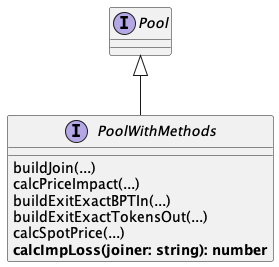 I Pool
I PoolWithMethods
buildJoin(...)
calcPriceImpact(...)
buildExitExactBPTIn(...)
buildExitExactTokensOut(...)
calcSpotPrice(...)
calcImpLoss(joiner: string): number